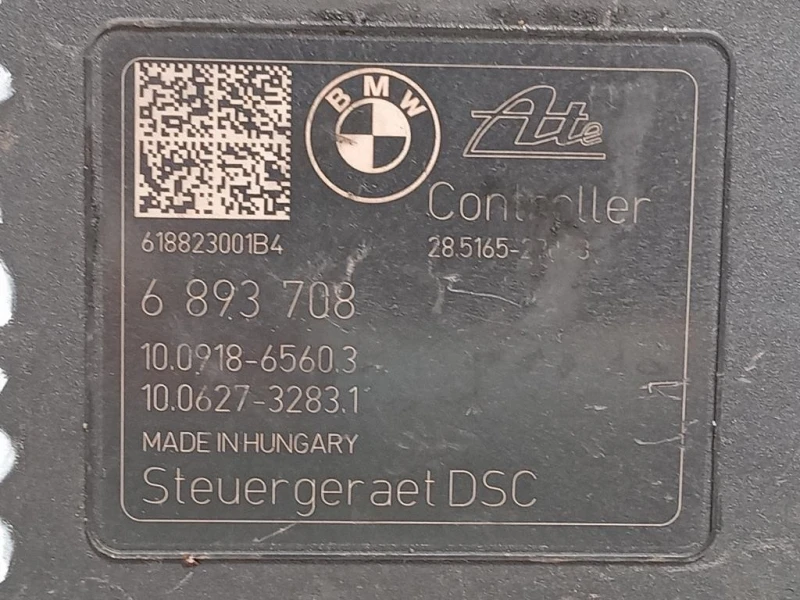 BMW
Ate
Controller
618823001B4
6 893 708
10.0918-6560.3
10.0627-3283.1
MADE IN HUNGARY
Steuergeraet DSC